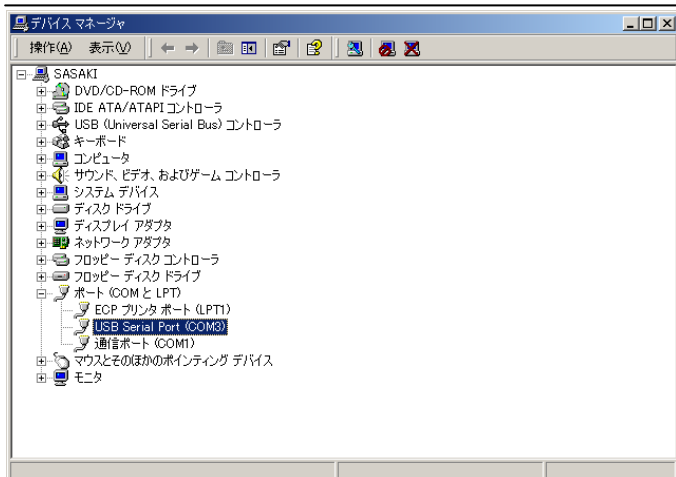 デバイス マネージャ
操作(A) 表示(V)
SASAKI
DVD/CD-ROM ドライブ
IDE ATA/ATAPI コントローラ
USB (Universal Serial Bus) コントローラ
キーボード
コンピュータ
サウンド、ビデオ、およびゲーム コントローラ
システム デバイス
ディスク ドライブ
ディスプレイ アダプタ
ネットワーク アダプタ
フロッピー ディスク コントローラ
フロッピー ディスク ドライブ
ポート (COM と LPT)
ECP プリンタ ポート (LPT1)
USB Serial Port (COM3)
通信ポート (COM1)
マウスとそのほかのポインティング デバイス
モニタ